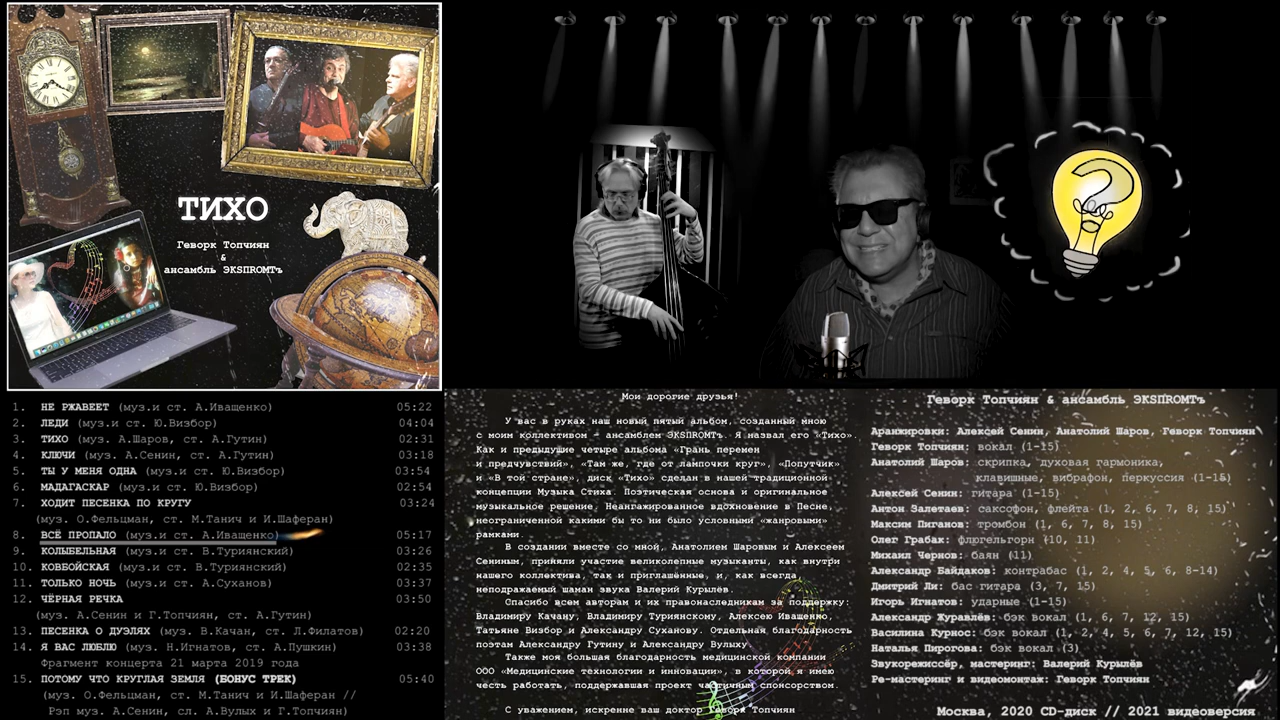 ТИХО
Геворк Топчиян
&
ансамбль ЭКSПRОМТъ
1. НЕ РЖАВЕЕТ (муз.и ст. А.Иващенко) 05:22
2. ЛЕДИ (муз.и ст. Ю.Визбор) 04:04
3. ТИХО (муз. А.Шаров, ст. А.Гутин) 02:31
4. КЛЮЧИ (муз. А.Сенин, ст. А.Гутин) 03:18
5. ТЫ У МЕНЯ ОДНА (муз.и ст. Ю.Визбор) 03:54
6. МАДАГАСКАР (муз.и ст. Ю.Визбор) 02:54
7. ХОДИТ ПЕСЕНКА ПО КРУГУ 03:24
(муз. О.Фельцман, ст. М.Танич и И.Шаферан)
8. ВСЁ ПРОПАЛО (муз.и ст. А.Иващенко) 05:17
9. КОЛЫБЕЛЬНАЯ (муз.и ст. В.Туриянский) 03:26
10. КОВБОЙСКАЯ (муз.и ст. В.Туриянский) 02:35
11. ТОЛЬКО НОЧЬ (муз.и ст. А.Суханов) 03:37
12. ЧЁРНАЯ РЕЧКА 03:50
(муз. А.Сенин и Г.Топчиян, ст. А.Гутин)
13. ПЕСЕНКА О ДУЭЛЯХ (муз. В.Качан, ст. Л.Филатов) 02:20
14. Я ВАС ЛЮБЛЮ (муз. Н.Игнатов, ст. А.Пушкин) 03:38
Фрагмент концерта 21 марта 2019 года
15. ПОТОМУ ЧТО КРУГЛАЯ ЗЕМЛЯ (БОНУС ТРЕК) 05:40
(муз. О.Фельцман, ст. М.Танич и И.Шаферан //
Рэп муз. А.Сенин, сл. А.Вулых и Г.Топчиян)
Мои дорогие друзья!
У вас в руках наш новый пятый альбом, созданный мною
с моим коллективом – ансамблем ЭКSПRОМТъ. Я назвал его «Тихо».
Как и предыдущие четыре альбома «Грань перемен
и предчувствий», «Там же, где от лампочки круг», «Попутчик»
и «В той стране», диск «Тихо» сделан в нашей традиционной
концепции Музыка Стиха. Поэтическая основа и оригинальное
музыкальное решение. Неангажированное вдохновение в Песне,
неограниченной какими бы то ни было условными «жанровыми»
рамками.
В создании вместе со мной, Анатолием Шаровым и Алексеем
Сениным, приняли участие великолепные музыканты, как внутри
нашего коллектива, так и приглашённые, и, как всегда,
неподражаемый шаман звука Валерий Курылёв.
Спасибо всем авторам и их правонаследникам за поддержку:
Владимиру Качану, Владимиру Туриянскому, Алексею Иващенко,
Татьяне Визбор и Александру Суханову. Отдельная благодарность
поэтам Александру Гутину и Александру Вулыху
Также моя большая благодарность медицинской компании
ООО «Медицинские технологии и инновации», в которой я имею
честь работать, поддержавшая проект частичным спонсорством.
С уважением, искренне ваш доктор Геворк Топчиян
Геворк Топчиян & ансамбль ЭКSПRОМТъ
Аранжировки: Алексей Сенин, Анатолий Шаров, Геворк Топчиян
Геворк Топчиян: вокал (1-15)
Анатолий Шаров: скрипка, духовая гармоника,
клавишные, вибрафон, перкуссия (1-15)
Алексей Сенин: гитара (1-15)
Антон Залетаев: саксофон, флейта (1, 2, 6, 7, 8, 15)
Максим Пиганов: тромбон (1, 6, 7, 8, 15)
Олег Грабак: флюгельгорн (10, 11)
Михаил Чернов: баян (11)
Александр Байдаков: контрабас (1, 2, 4, 5, 6, 8-14)
Дмитрий Ли: бас гитара (3, 7, 15)
Игорь Игнатов: ударные (1-15)
Александр Журавлёв: бэк вокал (1, 6, 7, 12, 15)
Василина Курнос: бэк вокал (1, 2, 4, 5, 6, 7, 12, 15)
Наталья Пирогова: бэк вокал (3)
Звукорежиссёр, мастеринг: Валерий Курылёв
Ре-мастеринг и видеомонтаж: Геворк Топчиян
Москва, 2020 CD-диск // 2021 видеоверсия